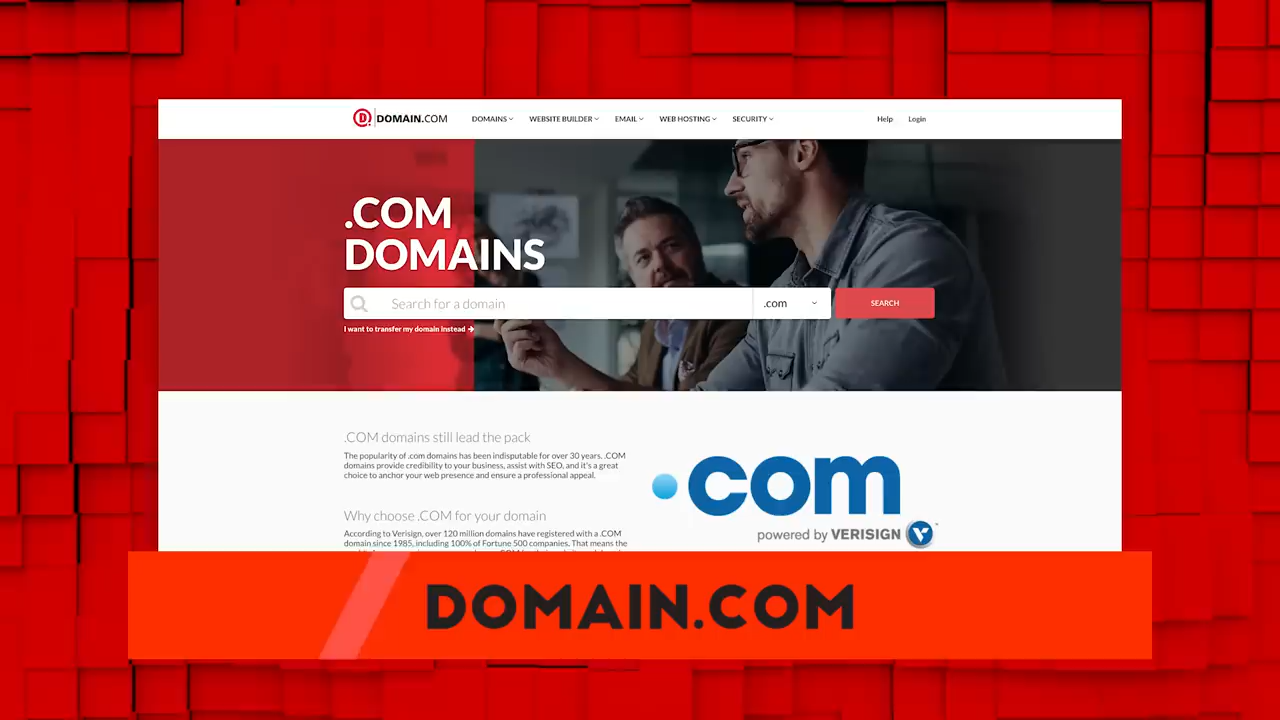 D. DOMAIN.COM DOMAINS WEBSITE BUILDER EMAIL WEB HOSTING SECURITY Help Login
.COM
DOMAINS
Search for a domain .com SEARCH
I want to transfer my domain instead
.COM domains still lead the pack
The popularity of .com domains has been indisputable for over 30 years. .COM
domains provide credibility to your business, assist with SEO, and it's a great
choice to anchor your web presence and ensure a professional appeal.
.com
powered by VERISIGN
Why choose .COM for your domain
According to Verisign, over 120 million domains have registered with a .COM
domain since 1985, including 100% of Fortune 500 companies. That means the
DOMAIN.COM